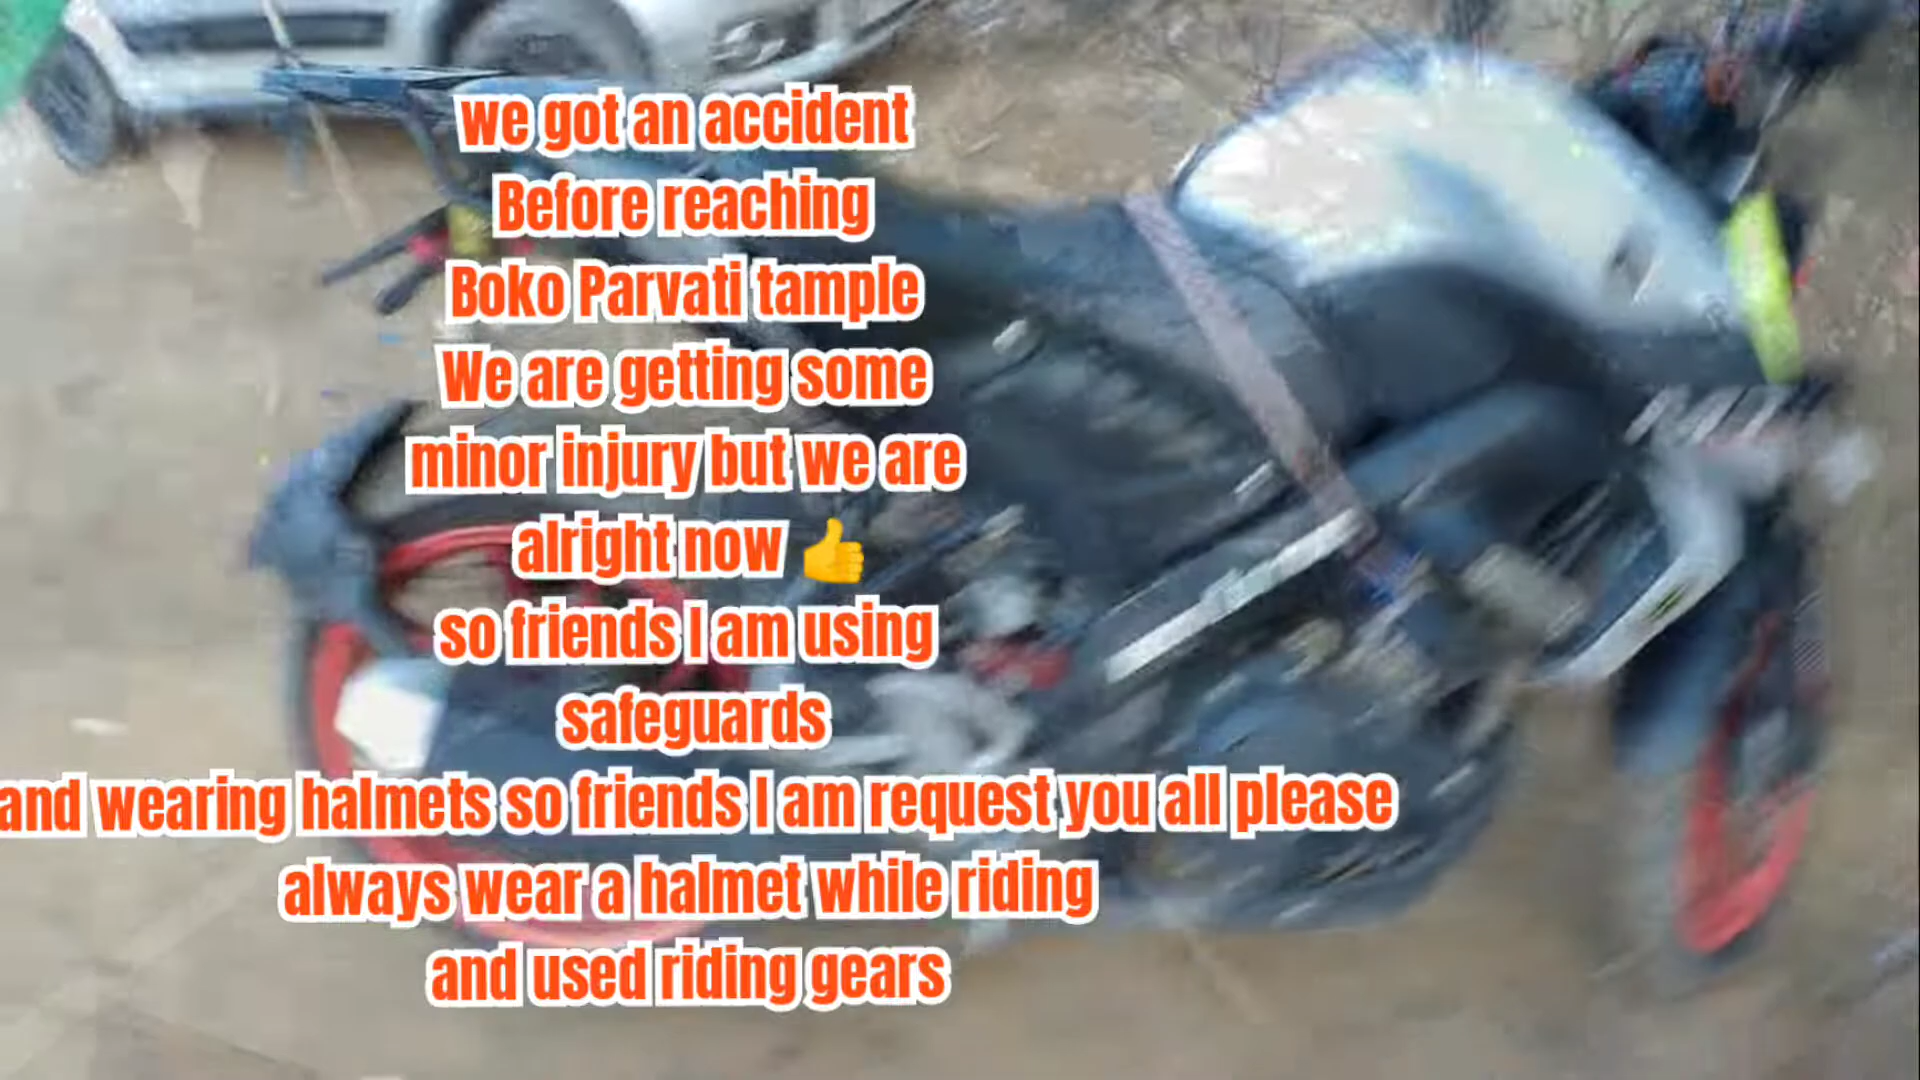 we got an accident
Before reaching
Boko Parvati tample
We are getting some
minor injury but we are
alright now 👍
so friends I am using
safeguards
and wearing halmets so friends I am request you all please
always wear a halmet while riding
and used riding gears